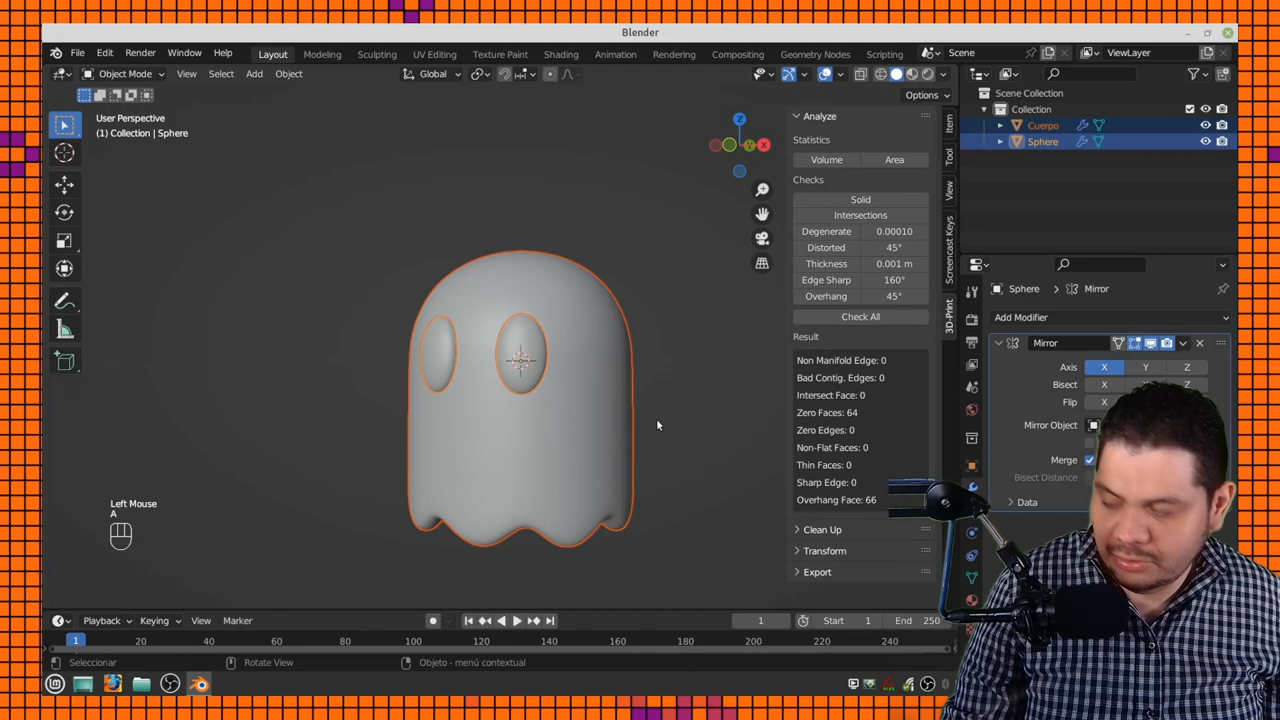 Blender
File Edit Render Window Help Layout Modeling Sculpting UV Editing Texture Paint Shading Animation Rendering Compositing Geometry Nodes Scripting Scene ViewLayer
Object Mode View Select Add Object Global
Options
User Perspective
(1) Collection | Sphere
Z
Y
X
Left Mouse
A
Analyze
Statistics
Volume Area
Checks
Solid
Intersections
Degenerate 0.00010
Distorted 45°
Thickness 0.001 m
Edge Sharp 160°
Overhang 45°
Check All
Result
Non Manifold Edge: 0
Bad Contig. Edges: 0
Intersect Face: 0
Zero Faces: 64
Zero Edges: 0
Non-Flat Faces: 0
Thin Faces: 0
Sharp Edge: 0
Overhang Face: 66
Clean Up
Transform
Export
Item
Tool
View
Screencast Keys
3D-Print
Scene Collection
Collection
Cuerpo
Sphere
Sphere > Mirror
Add Modifier
Mirror
Axis X Y Z
Bisect X Y Z
Flip X
Mirror Object
Merge
Bisect Distance
Data
Playback Keying View Marker 1 Start 1 End 250
1 20 40 60 80 100 120 140 160 180 200 220 240
Seleccionar Rotate View Objeto - menú contextual